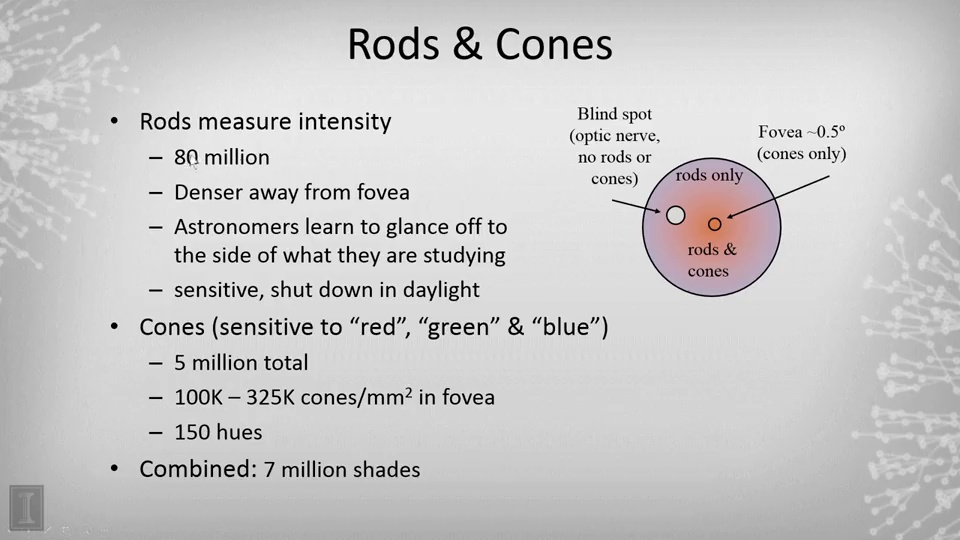 Rods & Cones
• Rods measure intensity
– 80 million
– Denser away from fovea
– Astronomers learn to glance off to
the side of what they are studying
– sensitive, shut down in daylight
• Cones (sensitive to “red”, “green” & “blue”)
– 5 million total
– 100K – 325K cones/mm² in fovea
– 150 hues
• Combined: 7 million shades
Blind spot
(optic nerve,
no rods or
cones)
Fovea ~0.5º
(cones only)
rods only
rods &
cones
I